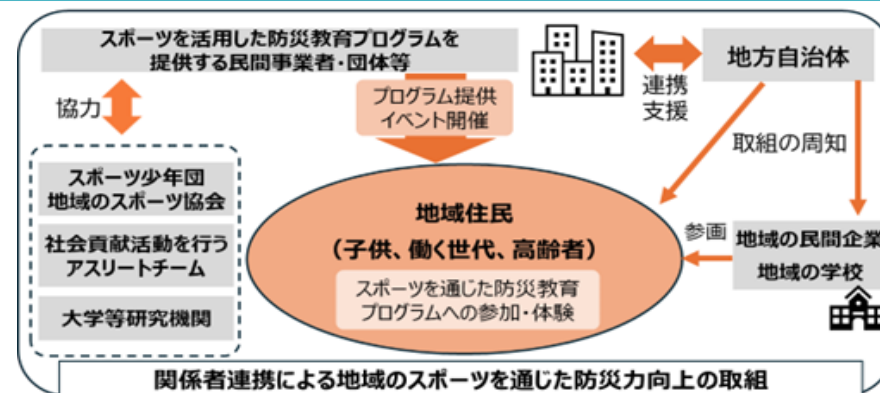 スポーツを活用した防災教育プログラムを
提供する民間事業者・団体等
地方自治体
連携
支援
協力
プログラム提供
イベント開催
取組の周知
スポーツ少年団
地域のスポーツ協会
社会貢献活動を行う
アスリートチーム
大学等研究機関
地域住民
（子供、働く世代、高齢者）
スポーツを通じた防災教育
プログラムへの参加・体験
参画
地域の民間企業
地域の学校
関係者連携による地域のスポーツを通じた防災力向上の取組